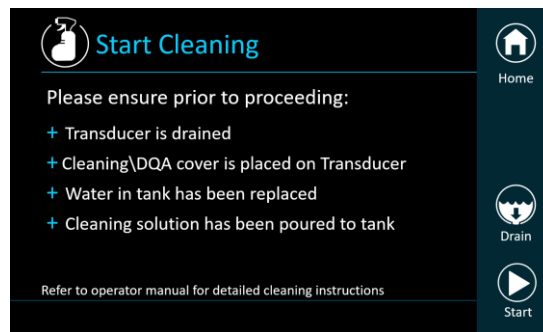 Start Cleaning
Please ensure prior to proceeding:
+ Transducer is drained
+ Cleaning\DQA cover is placed on Transducer
+ Water in tank has been replaced
+ Cleaning solution has been poured to tank
Refer to operator manual for detailed cleaning instructions
Home
Drain
Start